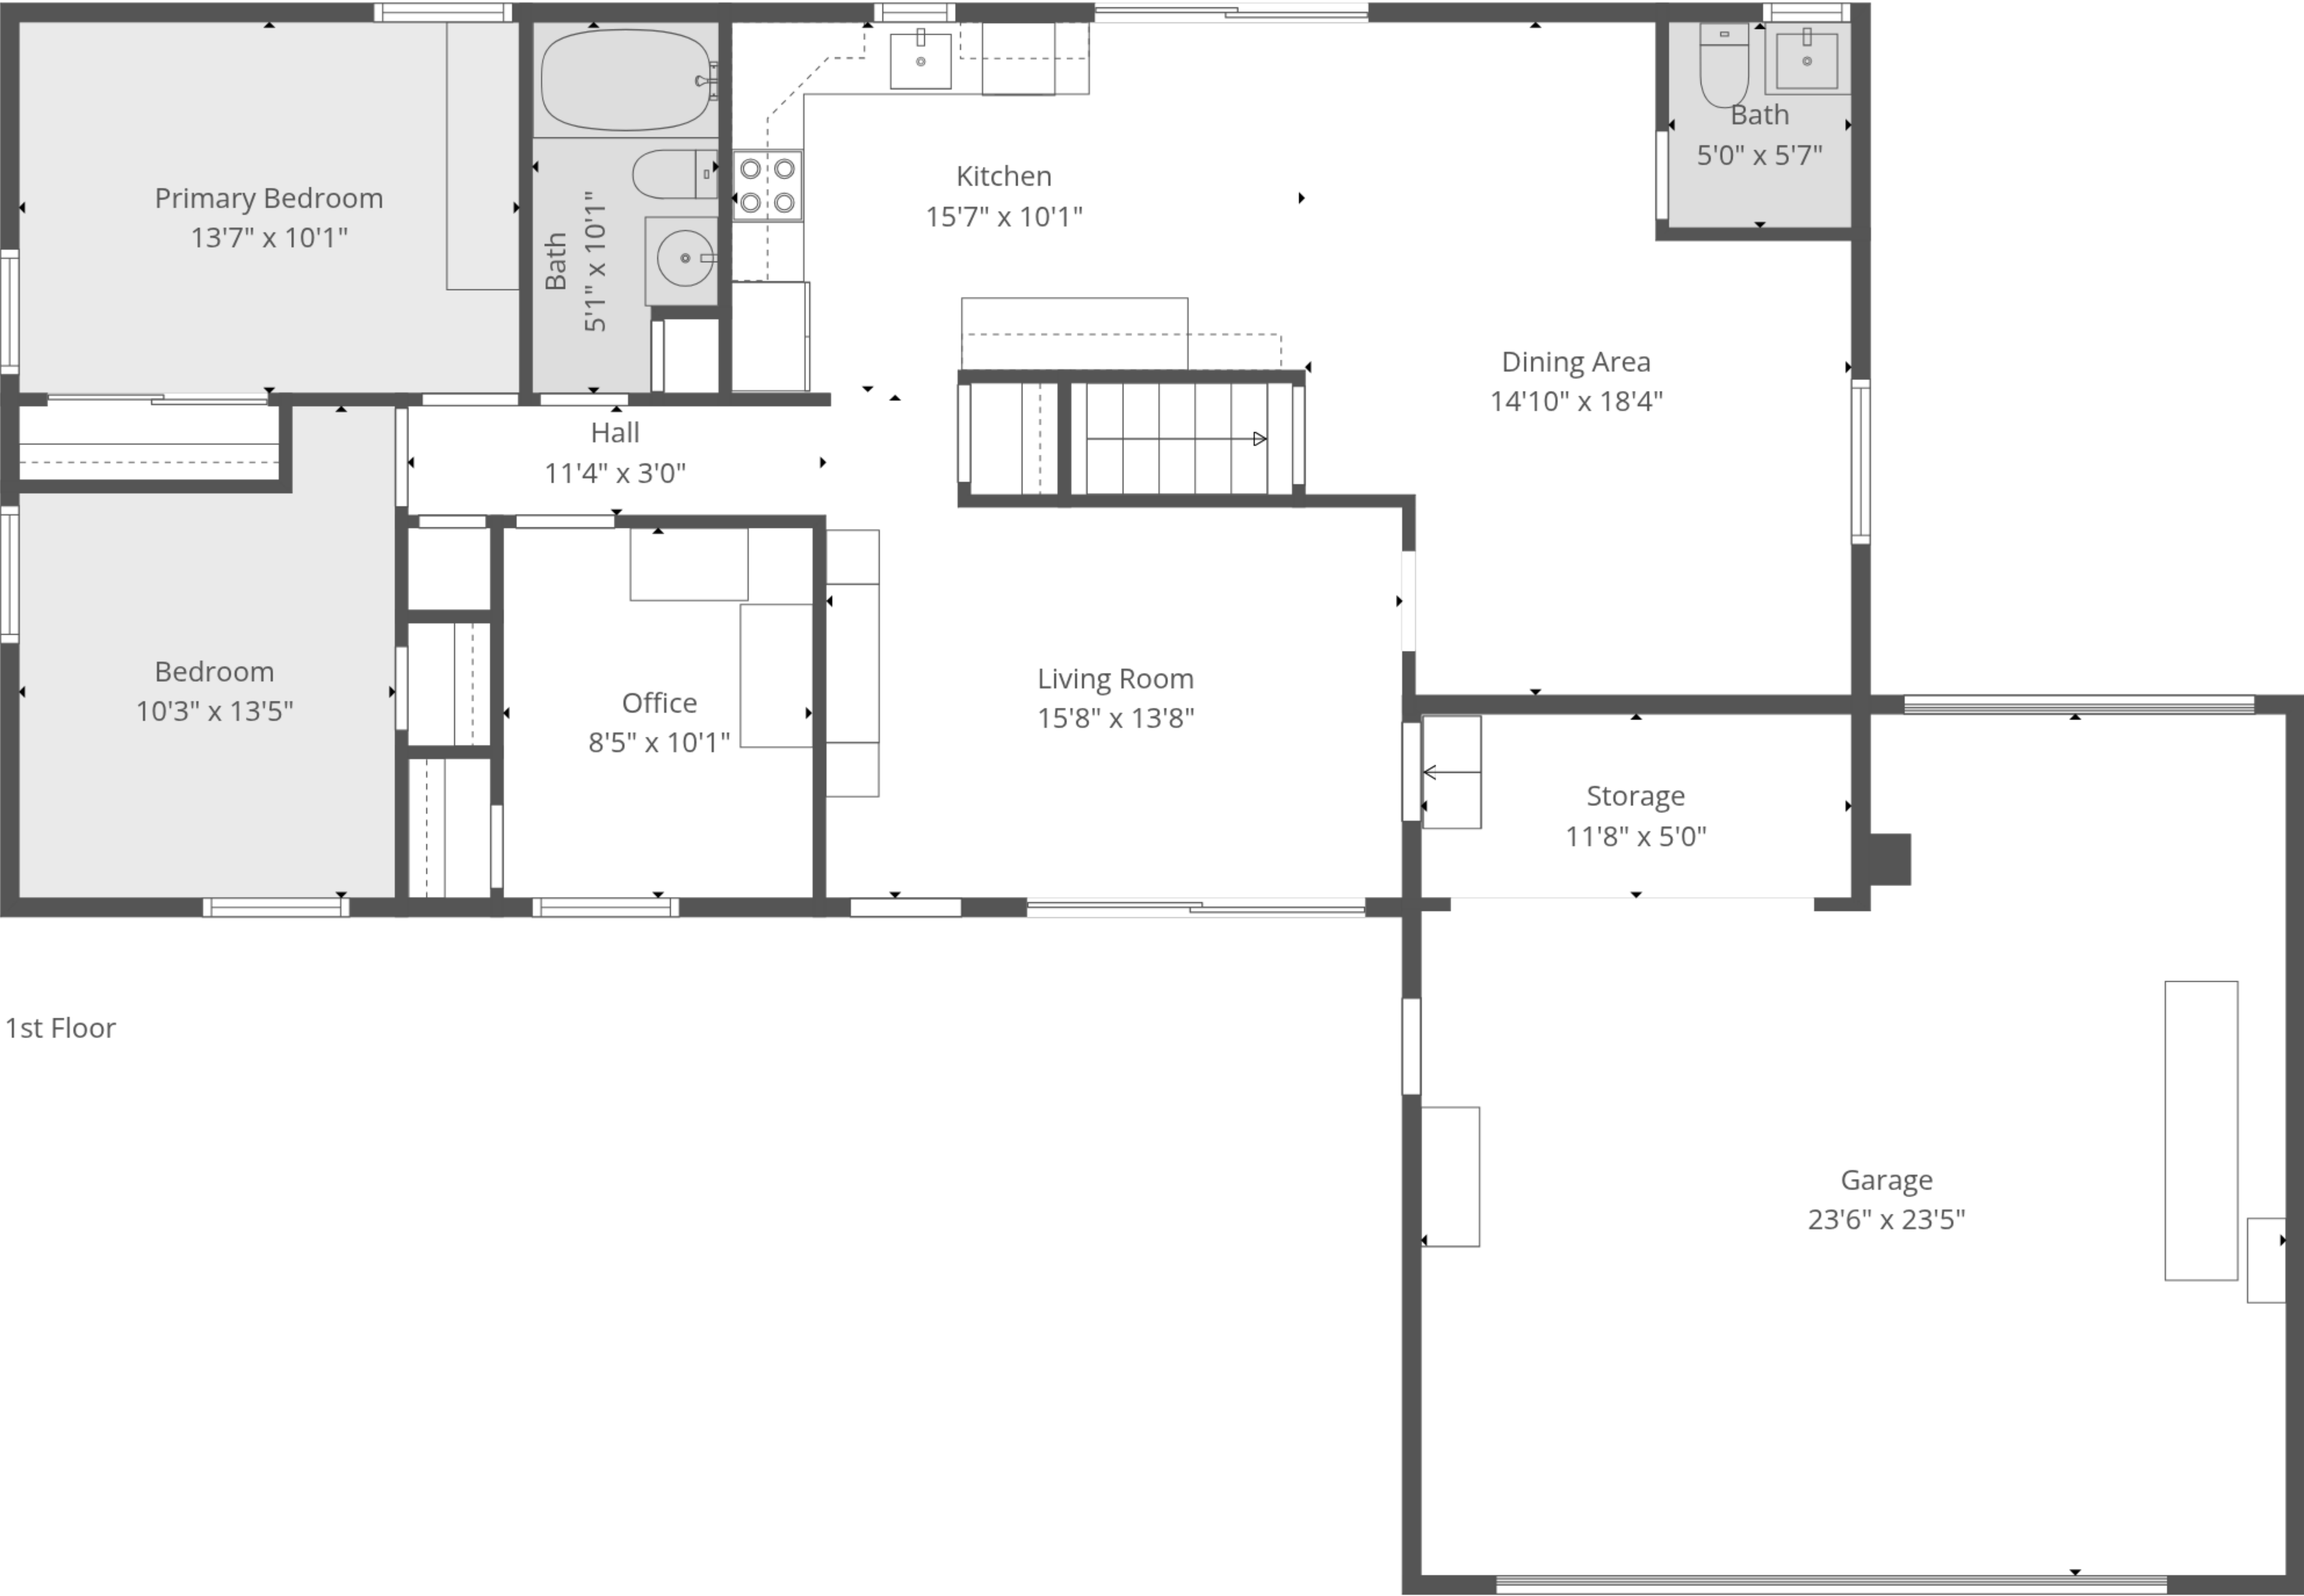 Primary Bedroom
13'7" x 10'1"
Bath
5'1" x 10'1"
Kitchen
15'7" x 10'1"
Bath
5'0" x 5'7"
Dining Area
14'10" x 18'4"
Hall
11'4" x 3'0"
Bedroom
10'3" x 13'5"
Office
8'5" x 10'1"
Living Room
15'8" x 13'8"
Storage
11'8" x 5'0"
1st Floor
Garage
23'6" x 23'5"